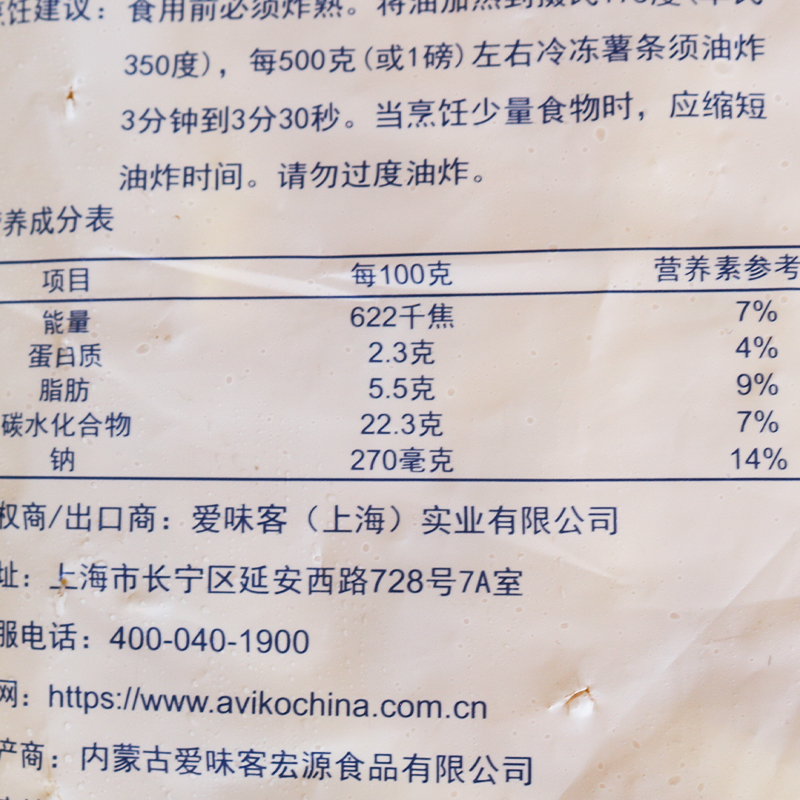 烹饪建议：食用前必须炸熟。将油加热到摄氏175度（华氏
350度），每500克（或1磅）左右冷冻薯条须油炸
3分钟到3分30秒。当烹饪少量食物时，应缩短
油炸时间。请勿过度油炸。
营养成分表
项目 每100克 营养素参考
能量 622千焦 7%
蛋白质 2.3克 4%
脂肪 5.5克 9%
碳水化合物 22.3克 7%
钠 270毫克 14%
权商/出口商：爱味客（上海）实业有限公司
址：上海市长宁区延安西路728号7A室
服电话：400-040-1900
网：https://www.avikochina.com.cn
产商：内蒙古爱味客宏源食品有限公司